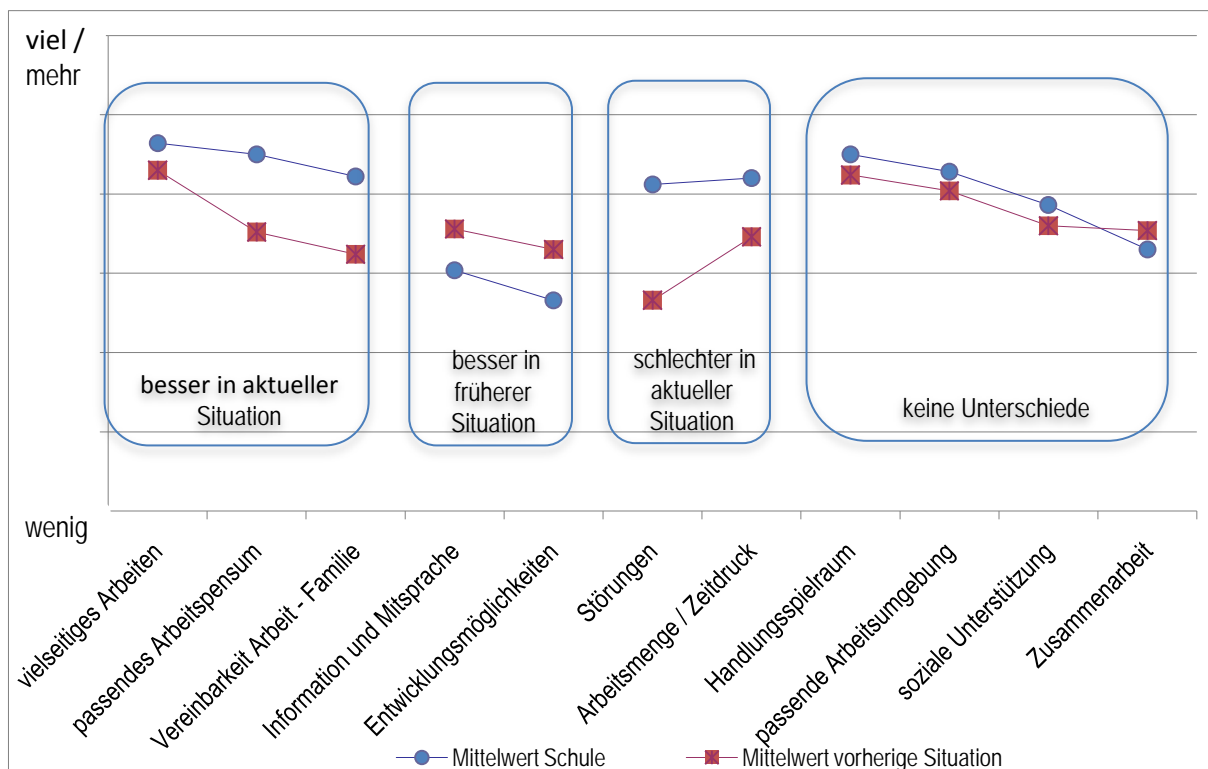 viel /
mehr
besser in aktueller
Situation
besser in
früherer
Situation
schlechter in
aktueller
Situation
keine Unterschiede
wenig
vielseitiges Arbeiten
passendes Arbeitspensum
Vereinbarkeit Arbeit - Familie
Information und Mitsprache
Entwicklungsmöglichkeiten
Störungen
Arbeitsmenge / Zeitdruck
Handlungsspielraum
passende Arbeitsumgebung
soziale Unterstützung
Zusammenarbeit
Mittelwert Schule
Mittelwert vorherige Situation